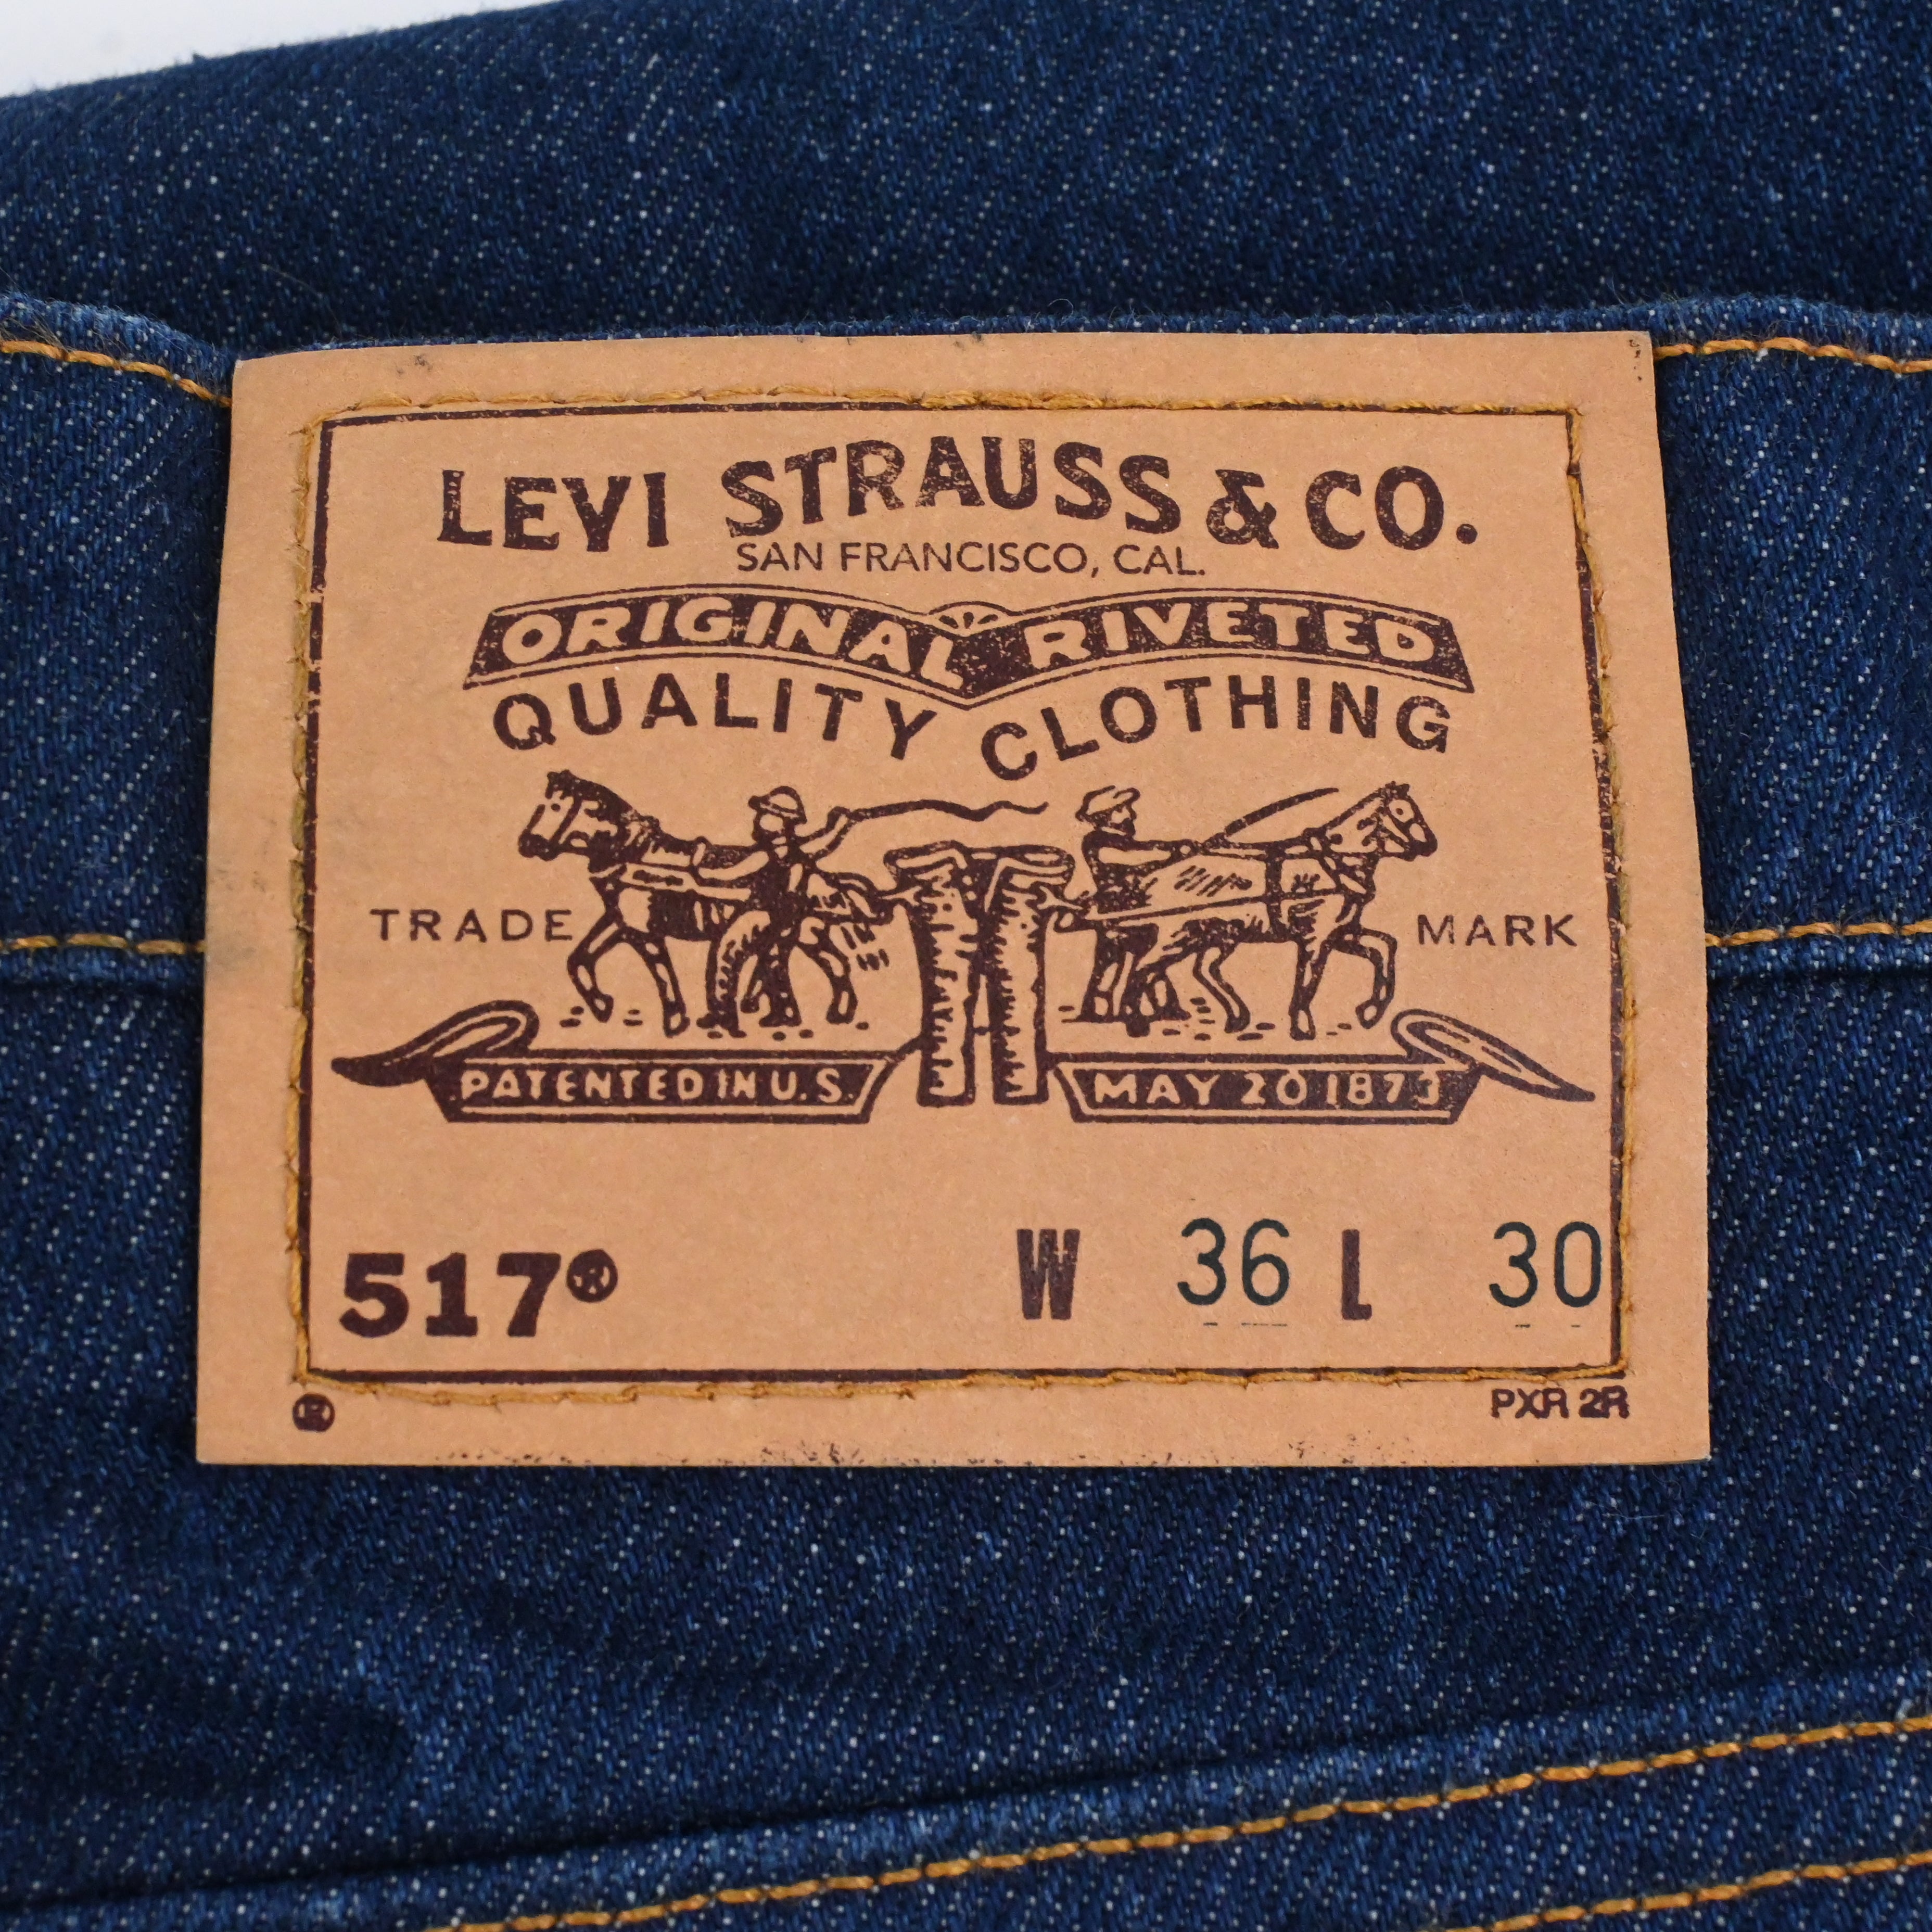 LEVI STRAUSS & CO.
SAN FRANCISCO, CAL.
ORIGINAL RIVETED
QUALITY CLOTHING
TRADE MARK
PATENTED IN U.S. MAY 20 1873
517® W 36 L 30
® PXR 2R